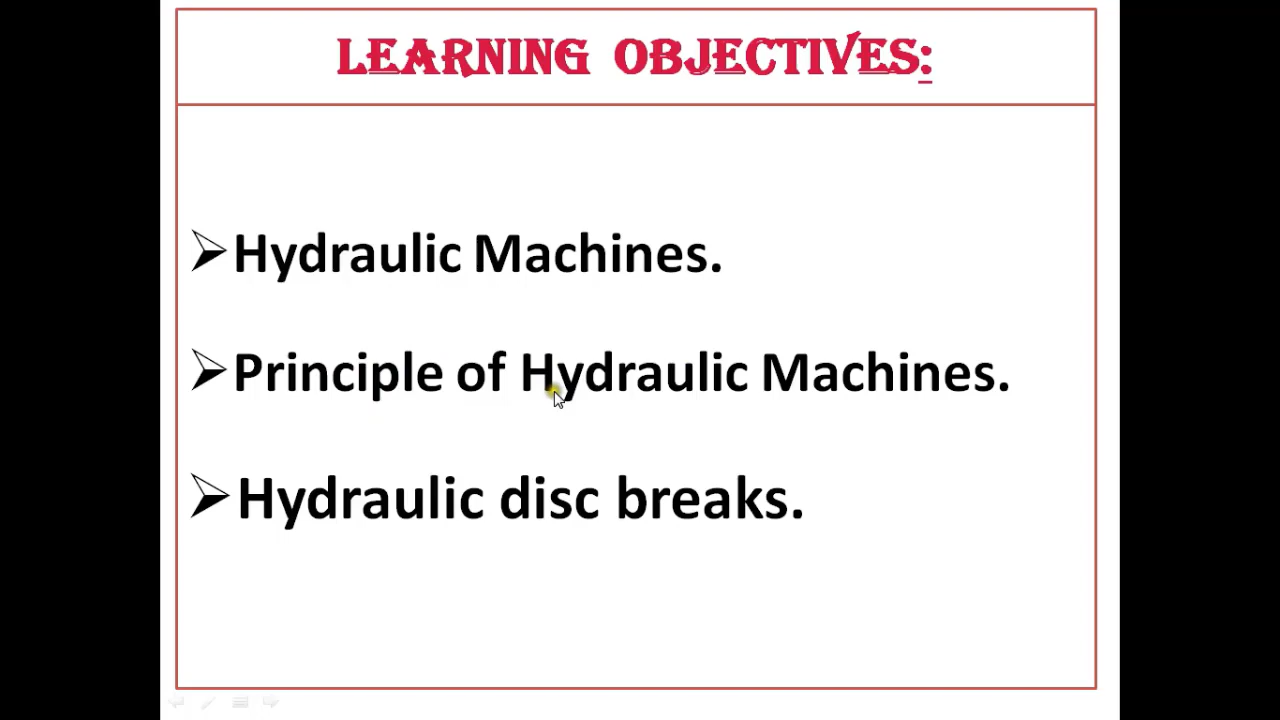 LEARNING OBJECTIVES:
➢Hydraulic Machines.
➢Principle of Hydraulic Machines.
➢Hydraulic disc breaks.